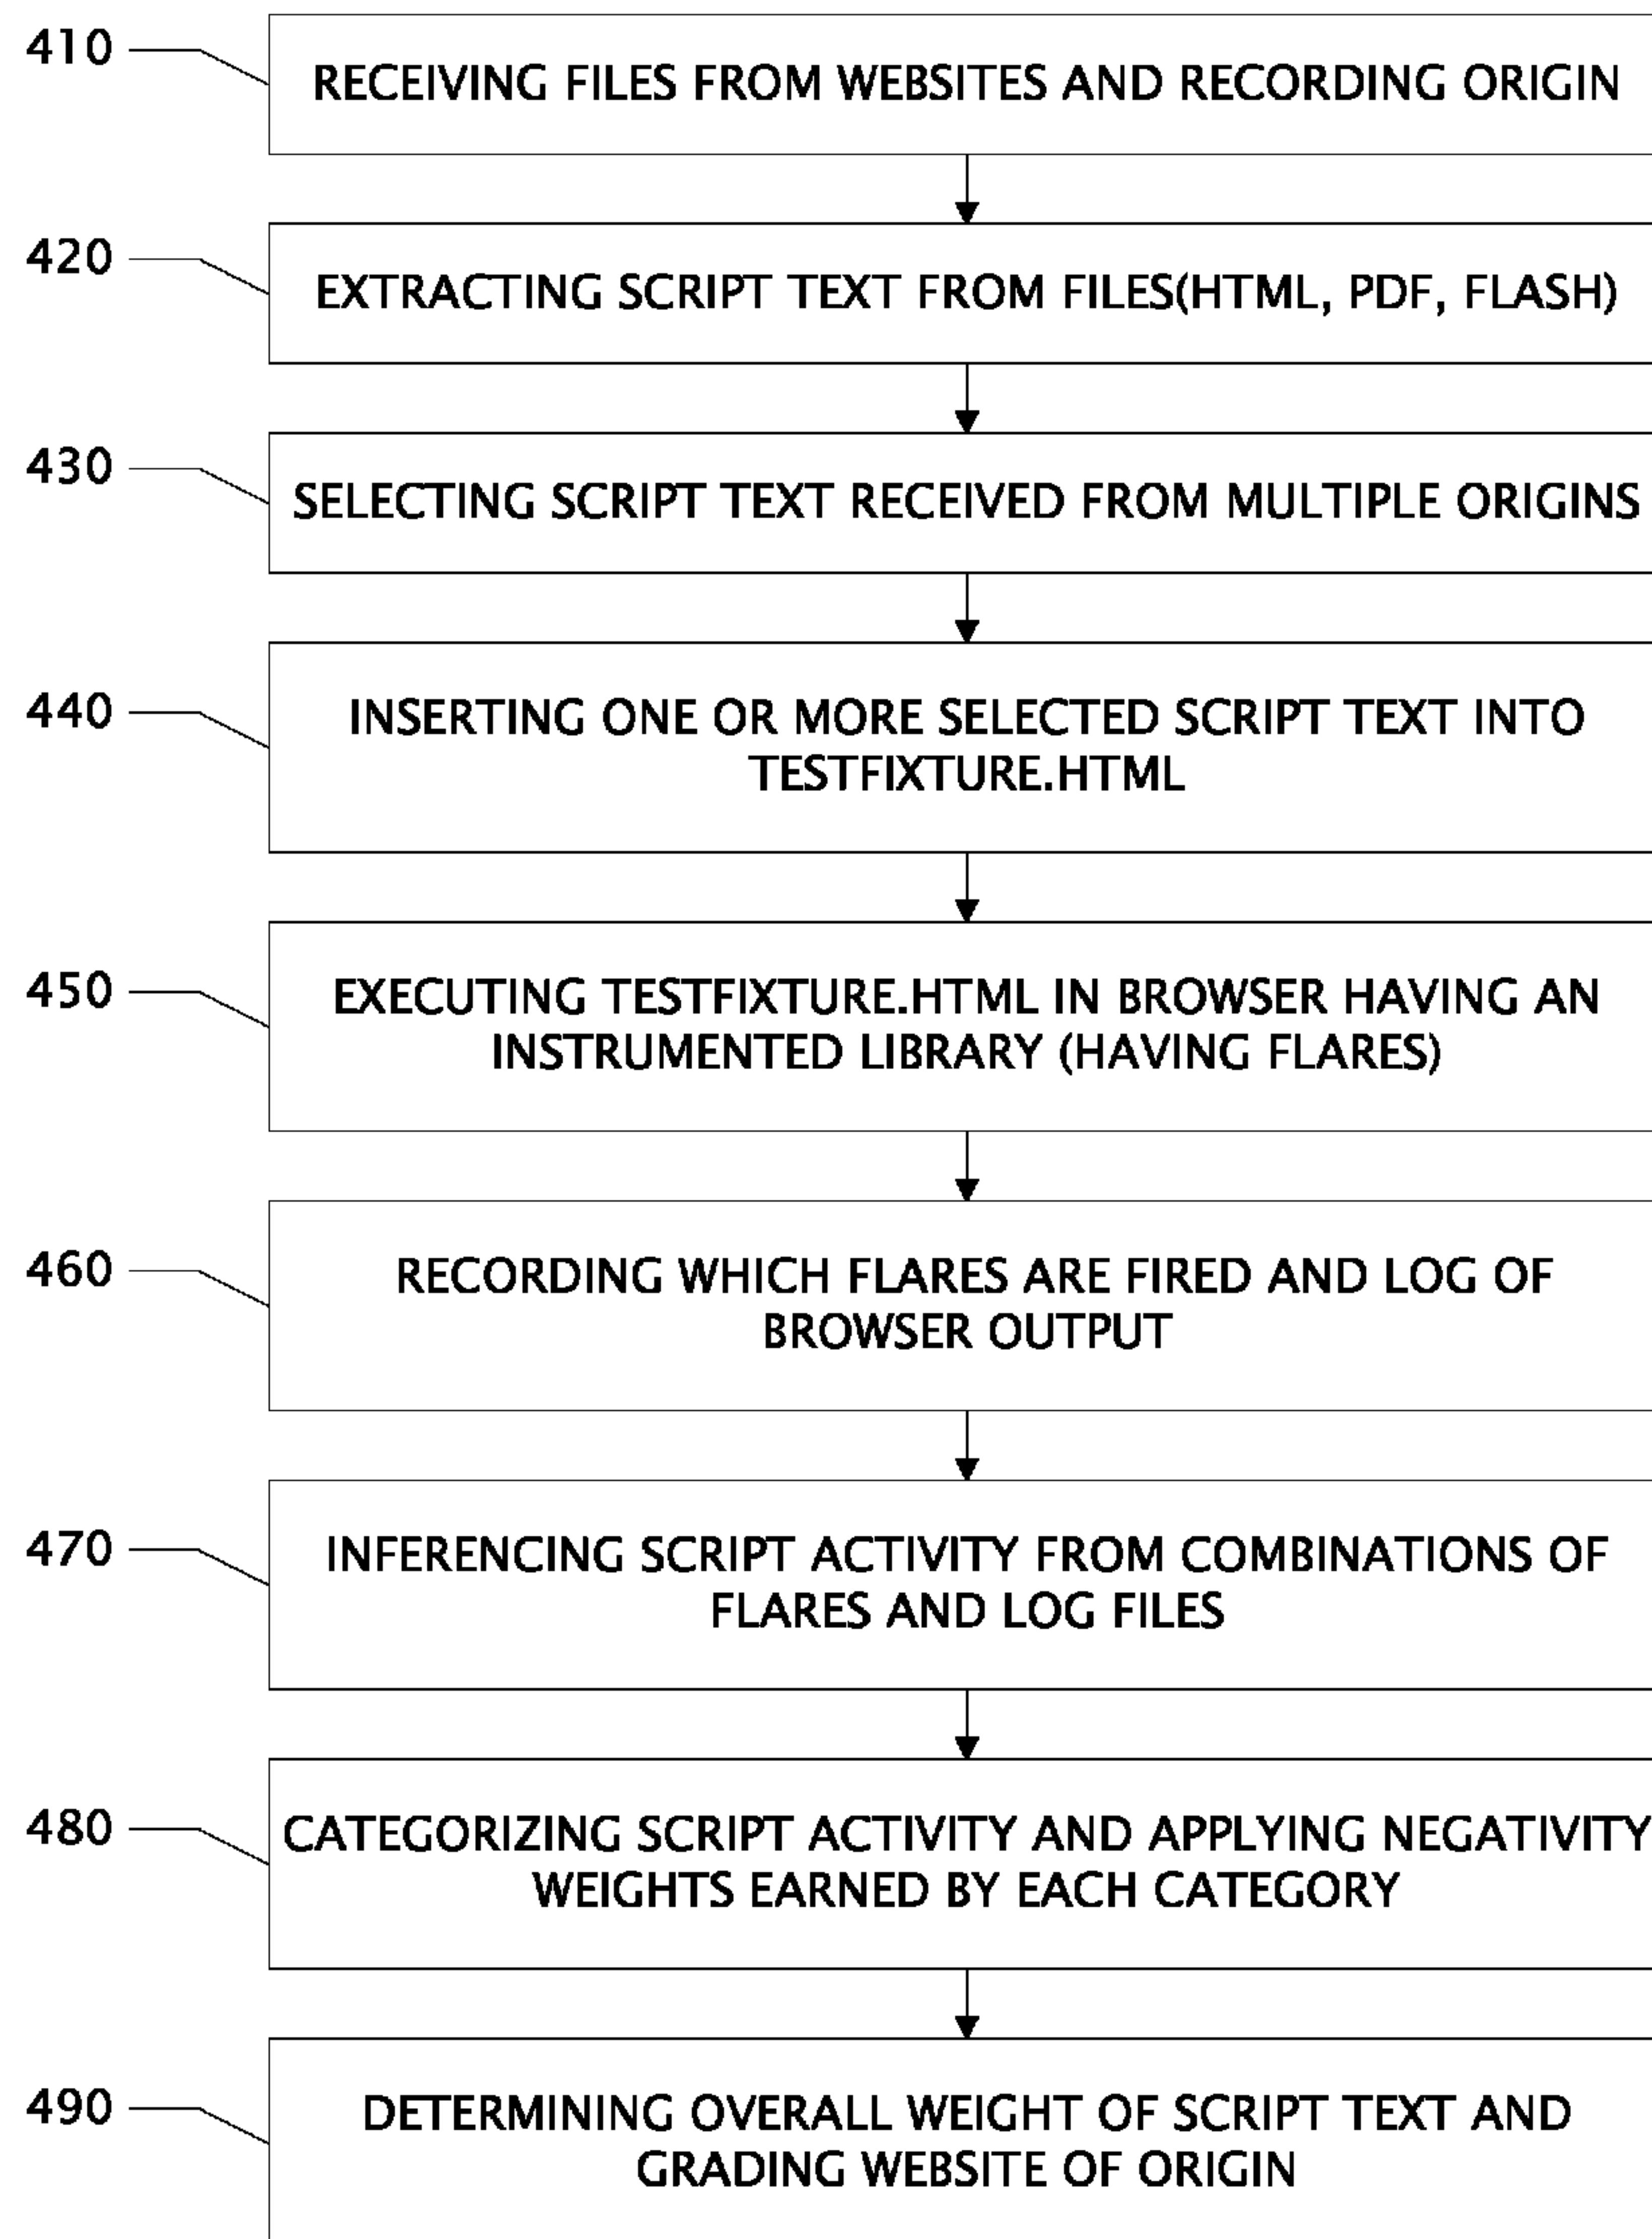 410
RECEIVING FILES FROM WEBSITES AND RECORDING ORIGIN
420
EXTRACTING SCRIPT TEXT FROM FILES(HTML, PDF, FLASH)
430
SELECTING SCRIPT TEXT RECEIVED FROM MULTIPLE ORIGINS
440
INSERTING ONE OR MORE SELECTED SCRIPT TEXT INTO
TESTFIXTURE.HTML
450
EXECUTING TESTFIXTURE.HTML IN BROWSER HAVING AN
INSTRUMENTED LIBRARY (HAVING FLARES)
460
RECORDING WHICH FLARES ARE FIRED AND LOG OF
BROWSER OUTPUT
470
INFERENCING SCRIPT ACTIVITY FROM COMBINATIONS OF
FLARES AND LOG FILES
480
CATEGORIZING SCRIPT ACTIVITY AND APPLYING NEGATIVITY
WEIGHTS EARNED BY EACH CATEGORY
490
DETERMINING OVERALL WEIGHT OF SCRIPT TEXT AND
GRADING WEBSITE OF ORIGIN